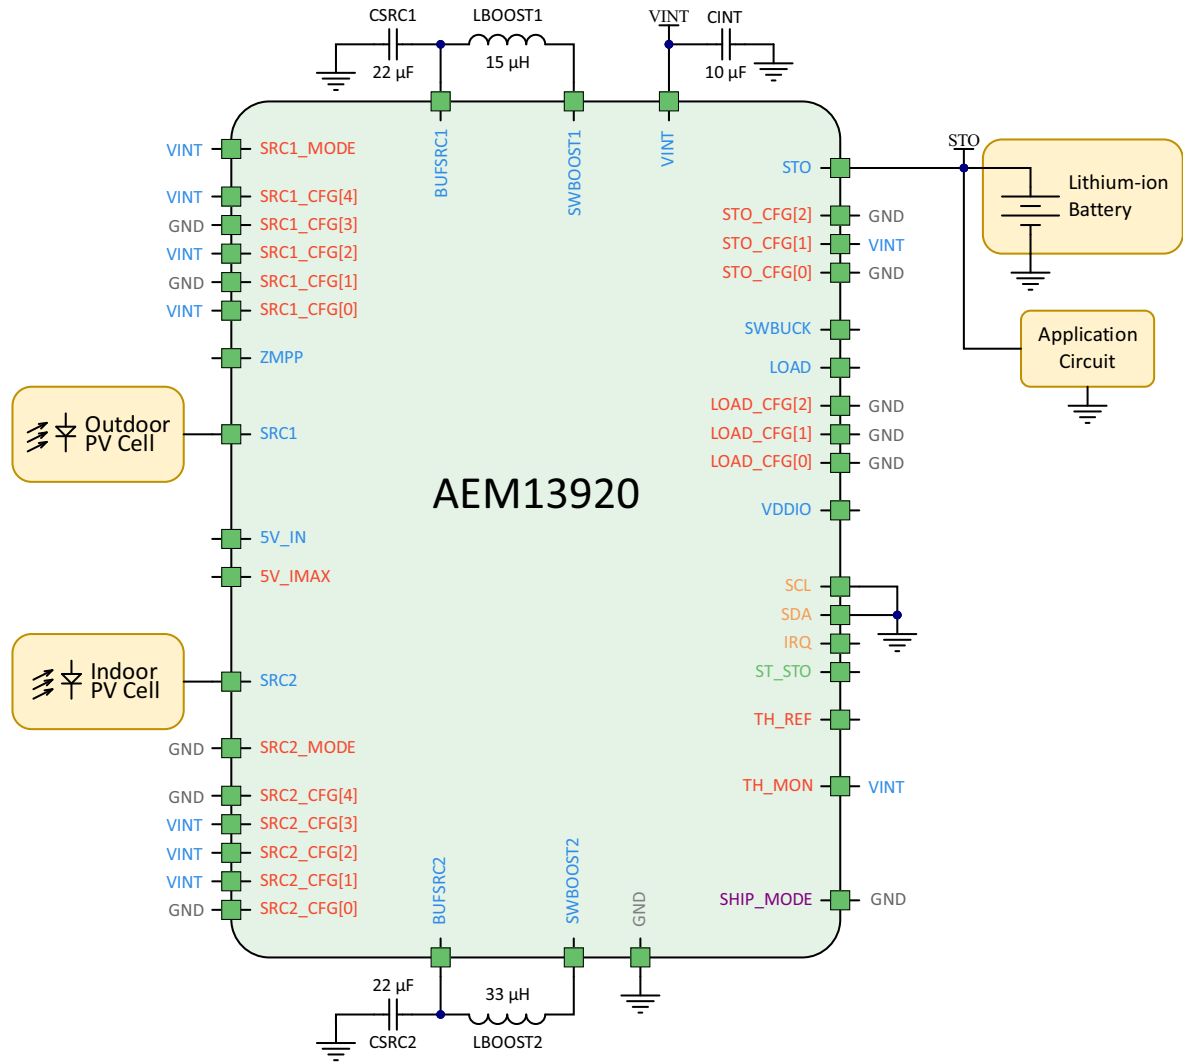 CSRC1
22 µF
LBOOST1
15 µH
VINT
CINT
10 µF
BUFSRC1
SWBOOST1
VINT
VINT
SRC1_MODE
VINT
SRC1_CFG[4]
GND
SRC1_CFG[3]
VINT
SRC1_CFG[2]
GND
SRC1_CFG[1]
VINT
SRC1_CFG[0]
ZMPP
Outdoor
PV Cell
SRC1
5V_IN
5V_IMAX
Indoor
PV Cell
SRC2
GND
SRC2_MODE
GND
SRC2_CFG[4]
VINT
SRC2_CFG[3]
VINT
SRC2_CFG[2]
VINT
SRC2_CFG[1]
GND
SRC2_CFG[0]
AEM13920
STO
STO
Lithium-ion
Battery
STO_CFG[2]
GND
STO_CFG[1]
VINT
STO_CFG[0]
GND
SWBUCK
Application
Circuit
LOAD
LOAD_CFG[2]
GND
LOAD_CFG[1]
GND
LOAD_CFG[0]
GND
VDDIO
SCL
SDA
IRQ
ST_STO
TH_REF
TH_MON
VINT
SHIP_MODE
GND
BUFSRC2
SWBOOST2
GND
22 µF
CSRC2
33 µH
LBOOST2